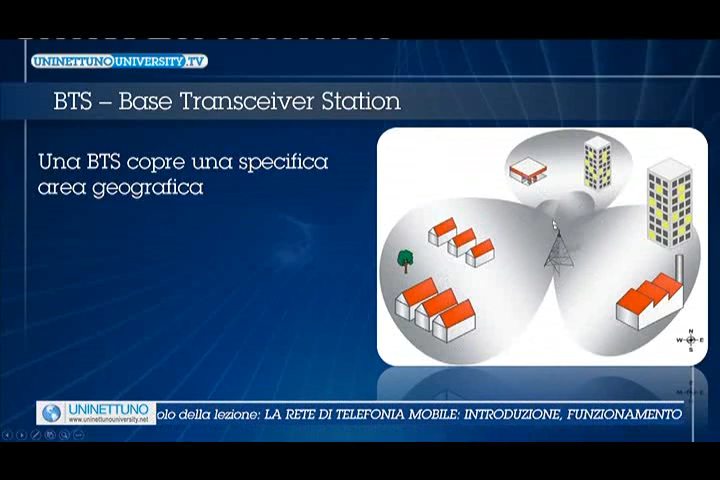 UNINETTUNOUNIVERSITY.TV
BTS – Base Transceiver Station
Una BTS copre una specifica
area geografica
N
W E
S
UNINETTUNO
www.uninettunouniversity.net
olo della lezione: LA RETE DI TELEFONIA MOBILE: INTRODUZIONE, FUNZIONAMENTO